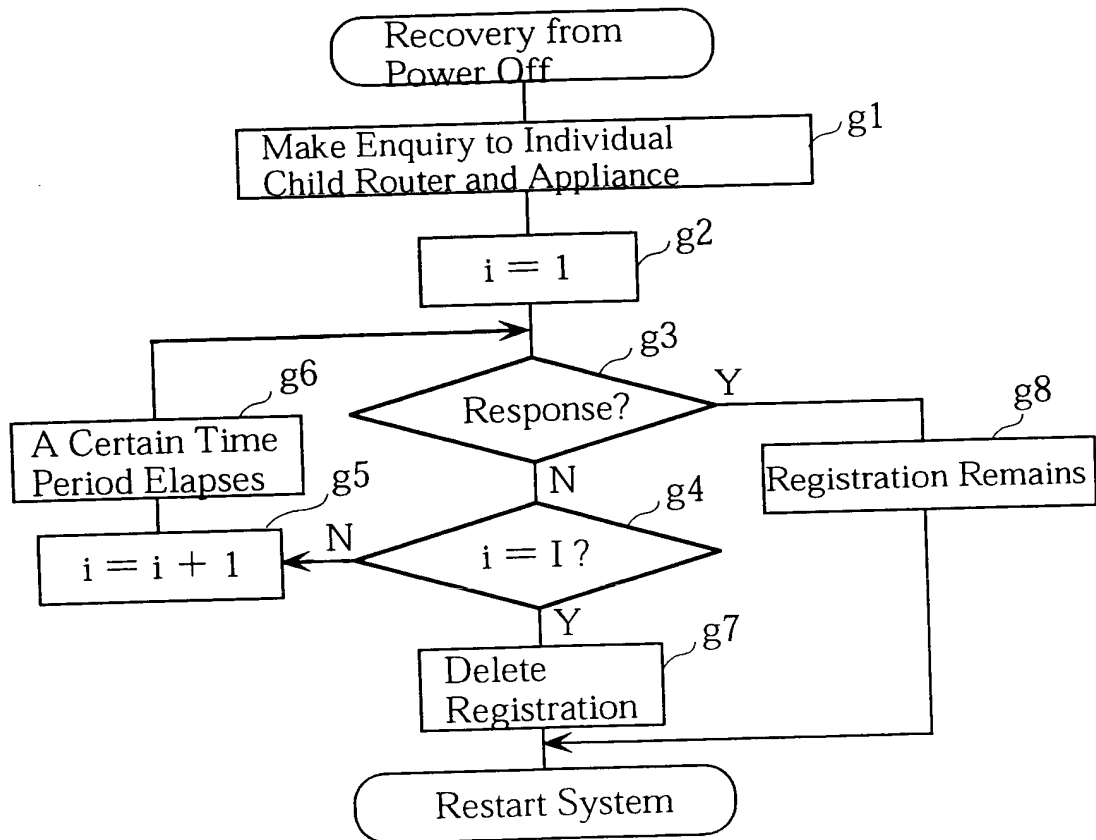 Recovery from
Power Off
g1
Make Enquiry to Individual
Child Router and Appliance
g2
i = 1
g3
Response?
Y
g6
A Certain Time
Period Elapses
g8
Registration Remains
N
g5
i = i + 1
N
g4
i = I ?
Y
g7
Delete
Registration
Restart System